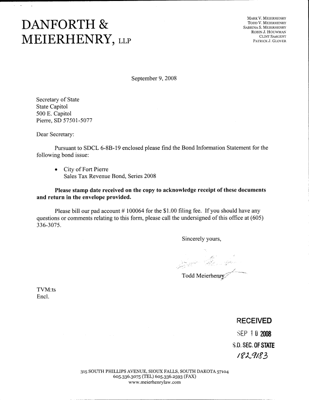 DANFORTH &
MEIERHENRY, LLP
MARK V. MEIERHENRY
TODD V. MEIERHENRY
SABRINA S. MEIERHENRY
ROBIN J. HOUWMAN
CLINT SARGENT
PATRICK J. GLOVER
September 9, 2008
Secretary of State
State Capitol
500 E. Capitol
Pierre, SD 57501-5077
Dear Secretary:
Pursuant to SDCL 6-8B-19 enclosed please find the Bond Information Statement for the
following bond issue:
• City of Fort Pierre
Sales Tax Revenue Bond, Series 2008
Please stamp date received on the copy to acknowledge receipt of these documents
and return in the envelope provided.
Please bill our pad account # 100064 for the $1.00 filing fee. If you should have any
questions or comments relating to this form, please call the undersigned of this office at (605)
336-3075.
Sincerely yours,
Todd Meierhenry
TVM:ts
Encl.
RECEIVED
SEP 10 2008
S.D. SEC. OF STATE
1829183
315 SOUTH PHILLIPS AVENUE, SIOUX FALLS, SOUTH DAKOTA 57104
605.336.3075 (TEL) 605.336.2593 (FAX)
www.meierhenrylaw.com